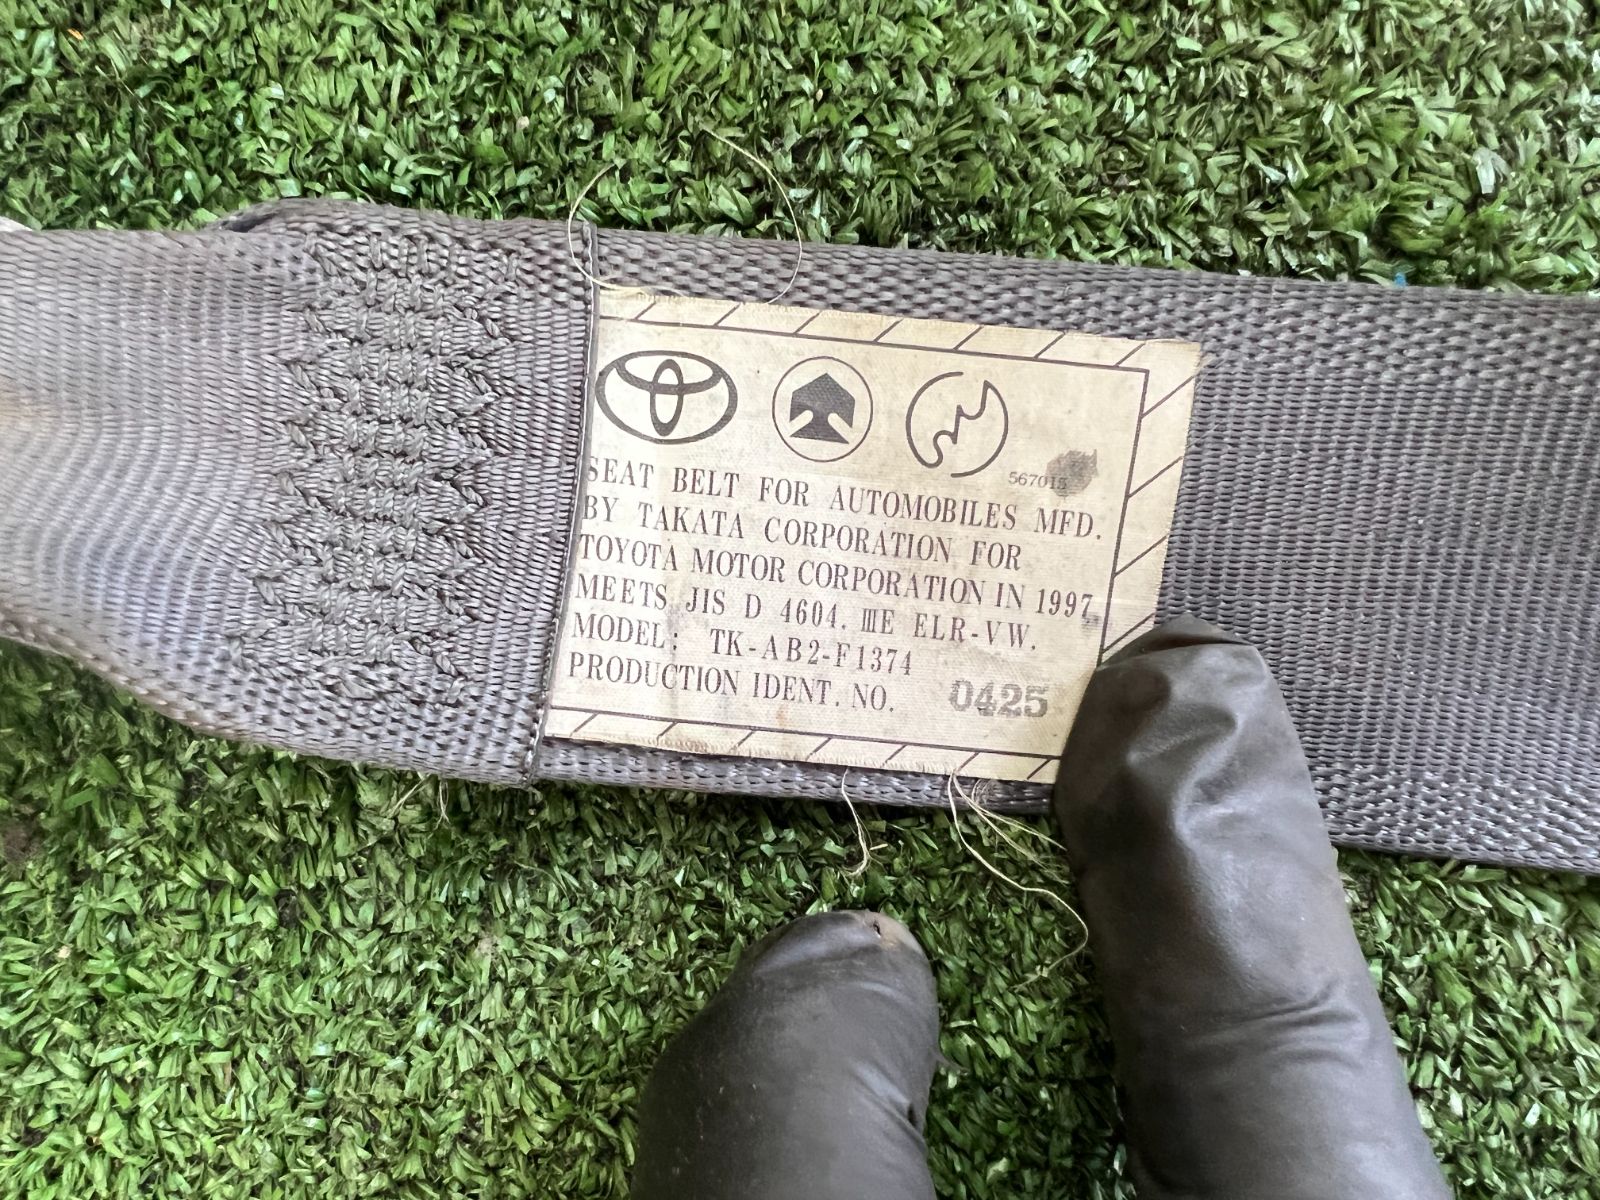 SEAT BELT FOR AUTOMOBILES MFD.
BY TAKATA CORPORATION FOR
TOYOTA MOTOR CORPORATION IN 1997
MEETS JIS D 4604. ⅢE ELR-VW.
MODEL: TK-AB2-F1374
PRODUCTION IDENT. NO. 0425